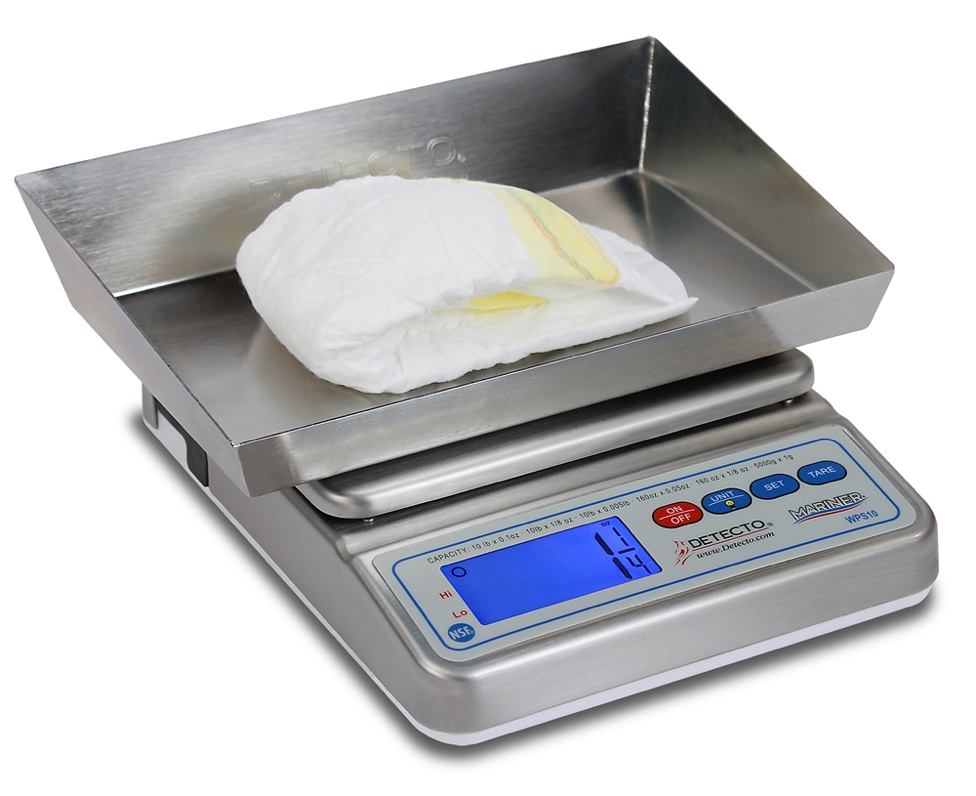 DETECTO.
CAPACITY: 10 lb x 0.1oz · 10lb x 1/8 oz · 10lb x 0.005lb · 160oz x 0.05oz · 160 oz x 1/8 oz · 5000g x 1g
ON
OFF
UNIT
SET
TARE
oz
1 1/4
Hi
Lo
NSF
DETECTO®
www.Detecto.com
MARINER
WPS10